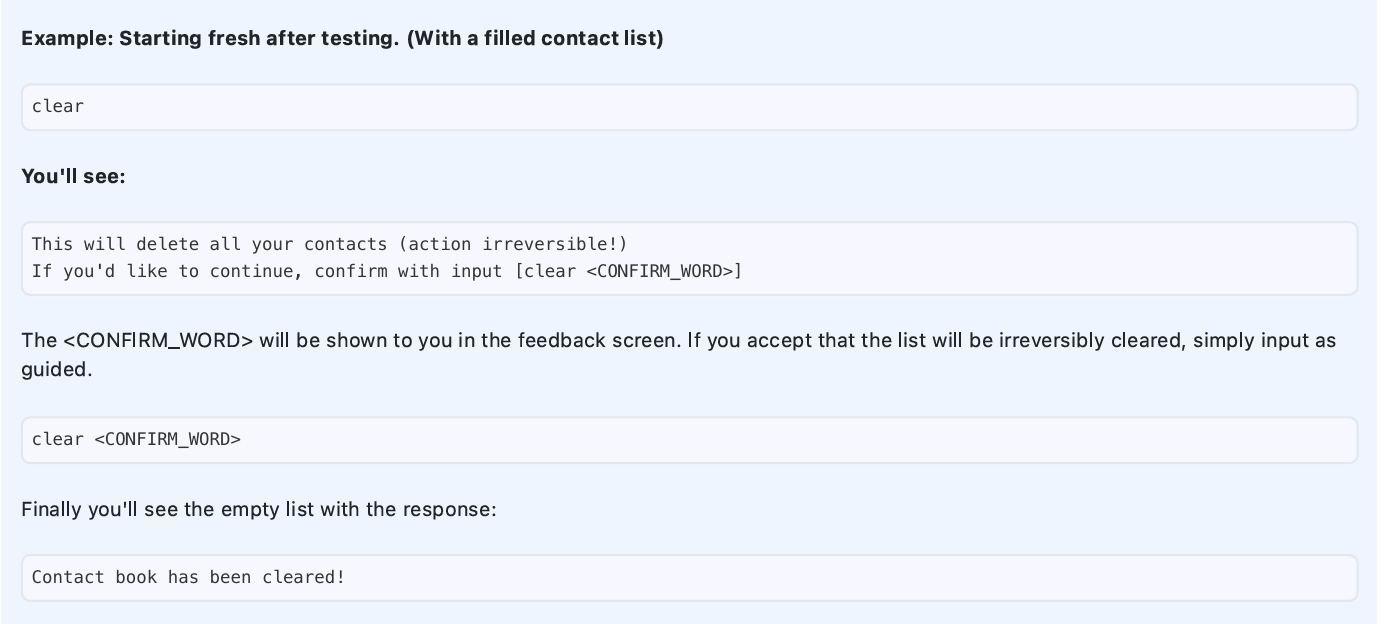 Example: Starting fresh after testing. (With a filled contact list)
clear
You'll see:
This will delete all your contacts (action irreversible!)
If you'd like to continue, confirm with input [clear <CONFIRM_WORD>]
The <CONFIRM_WORD> will be shown to you in the feedback screen. If you accept that the list will be irreversibly cleared, simply input as
guided.
clear <CONFIRM_WORD>
Finally you'll see the empty list with the response:
Contact book has been cleared!